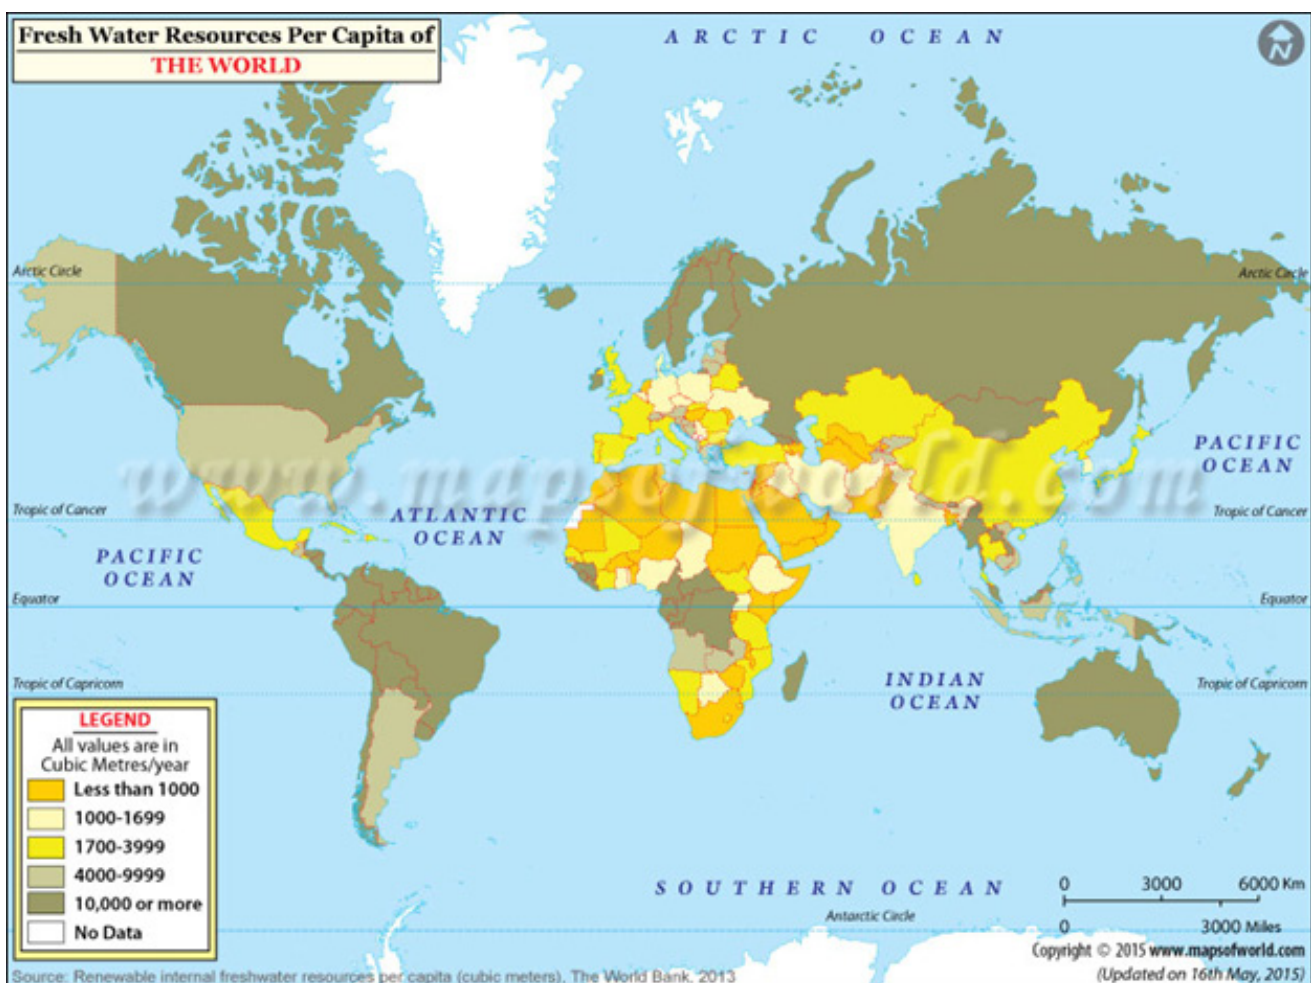 Fresh Water Resources Per Capita of
THE WORLD
ARCTIC OCEAN
N
Arctic Circle
Arctic Circle
www.mapsofworld.com
PACIFIC
OCEAN
Tropic of Cancer
ATLANTIC
OCEAN
Tropic of Cancer
PACIFIC
OCEAN
Equator
Equator
INDIAN
OCEAN
Tropic of Capricorn
Tropic of Capricorn
LEGEND
All values are in
Cubic Metres/year
Less than 1000
1000-1699
1700-3999
4000-9999
10,000 or more
No Data
SOUTHERN OCEAN
0 3000 6000 Km
0 3000 Miles
Antarctic Circle
Copyright © 2015 www.mapsofworld.com
(Updated on 16th May, 2015)
Source: Renewable internal freshwater resources per capita (cubic meters), The World Bank, 2013